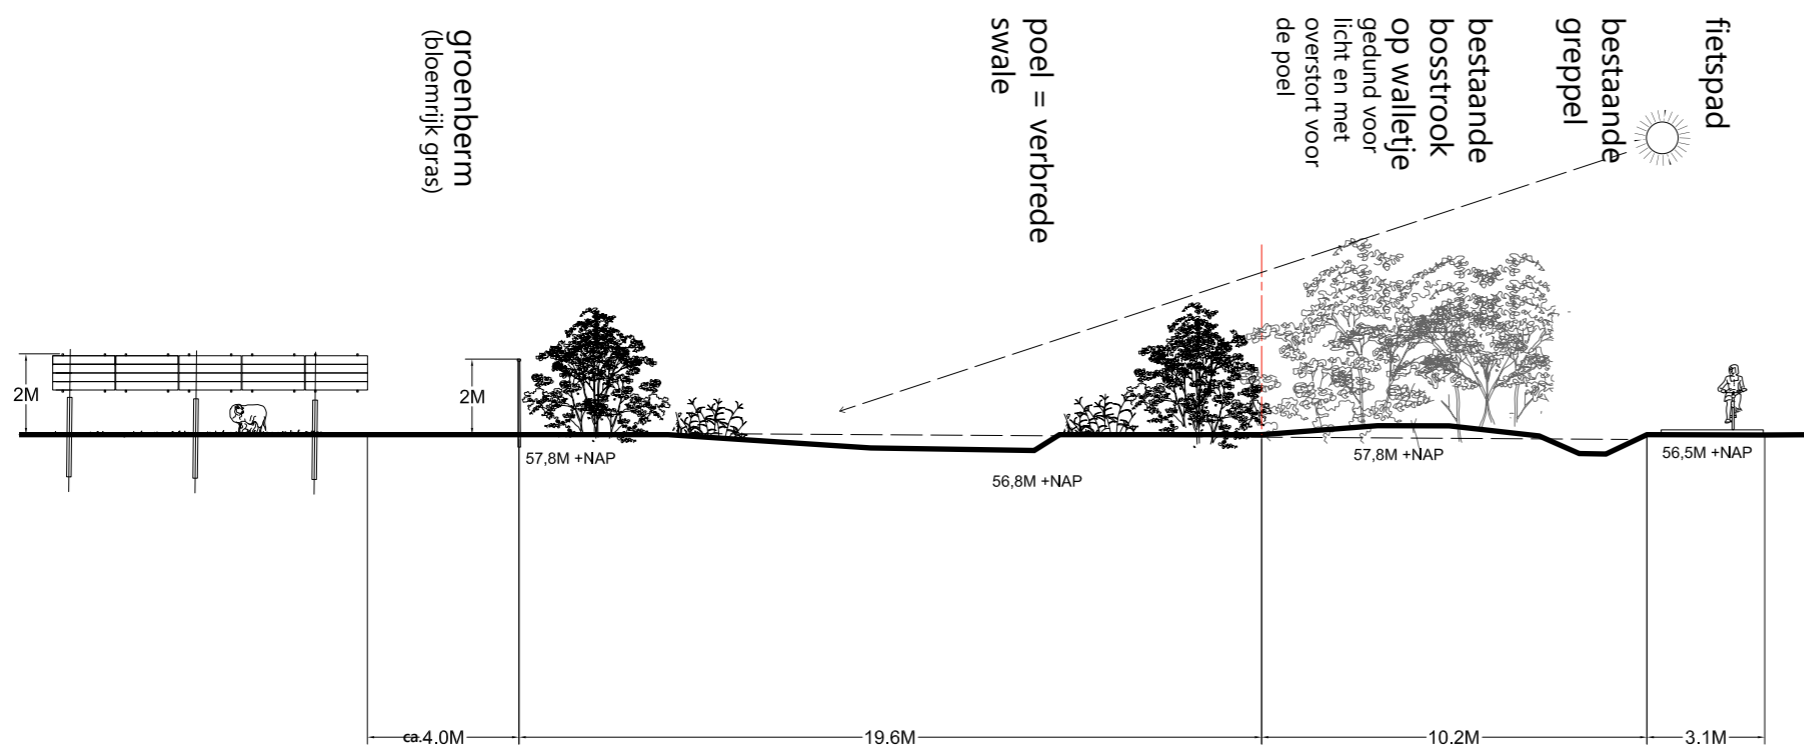 groenberm
(bloemrijk gras)
poel = verbrede
swale
bestaande
bosstrook
op walletje
gedund voor
licht en met
overstort voor
de poel
bestaande
greppel
fietspad
2M
2M
57,8M +NAP
56,8M +NAP
57,8M +NAP
56,5M +NAP
ca.4.0M
19.6M
10.2M
3.1M